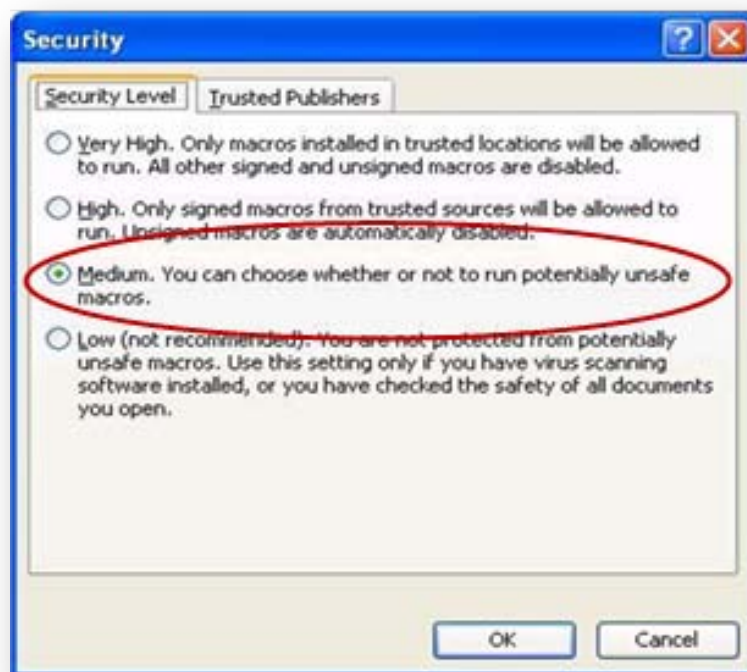 Security
?
Security Level
Trusted Publishers
Very High. Only macros installed in trusted locations will be allowed
to run. All other signed and unsigned macros are disabled.
High. Only signed macros from trusted sources will be allowed to
run. Unsigned macros are automatically disabled.
Medium. You can choose whether or not to run potentially unsafe
macros.
Low (not recommended). You are not protected from potentially
unsafe macros. Use this setting only if you have virus scanning
software installed, or you have checked the safety of all documents
you open.
OK
Cancel